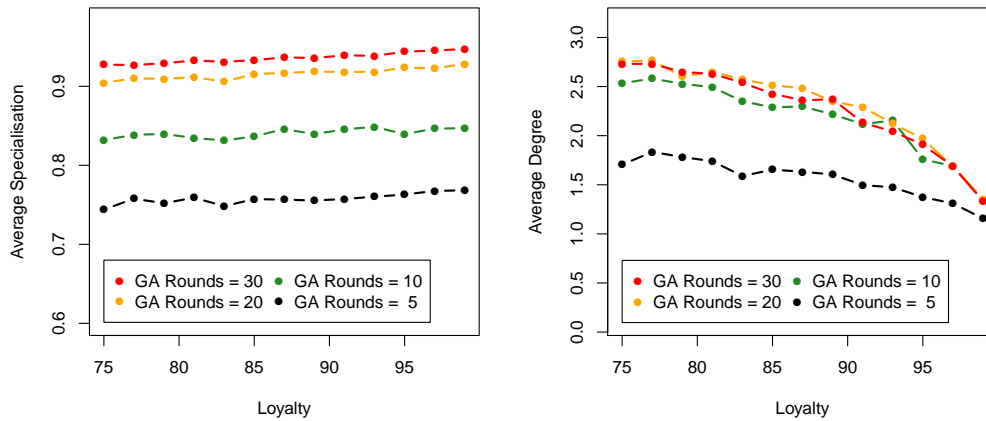 Average Specialisation
0.9
0.8
0.7
0.6
GA Rounds = 30 GA Rounds = 10
GA Rounds = 20 GA Rounds = 5
75 80 85 90 95
Loyalty
Average Degree
3.0
2.5
2.0
1.5
1.0
0.5
0.0
GA Rounds = 30 GA Rounds = 10
GA Rounds = 20 GA Rounds = 5
75 80 85 90 95
Loyalty